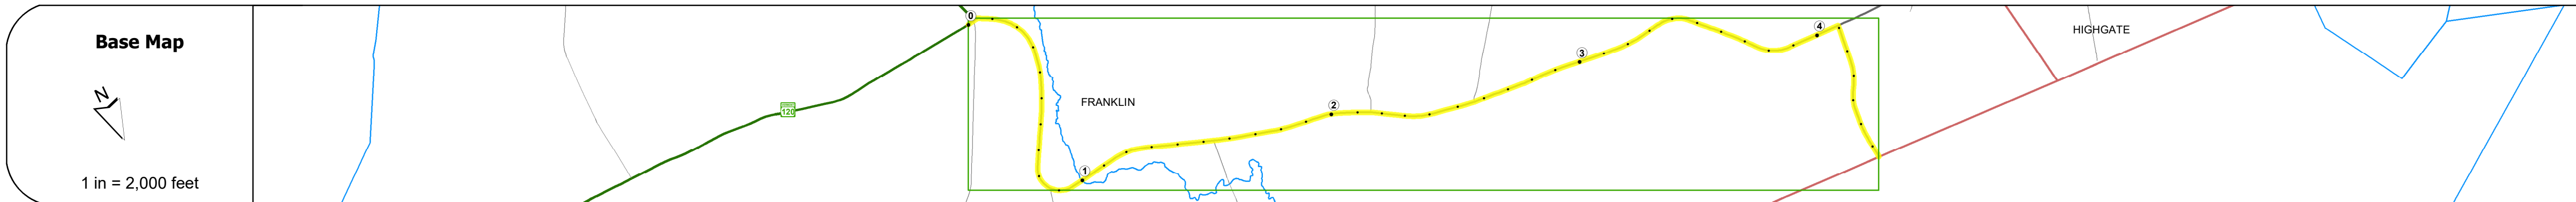 Base Map
N
1 in = 2,000 feet
120
0
1
FRANKLIN
2
3
4
HIGHGATE